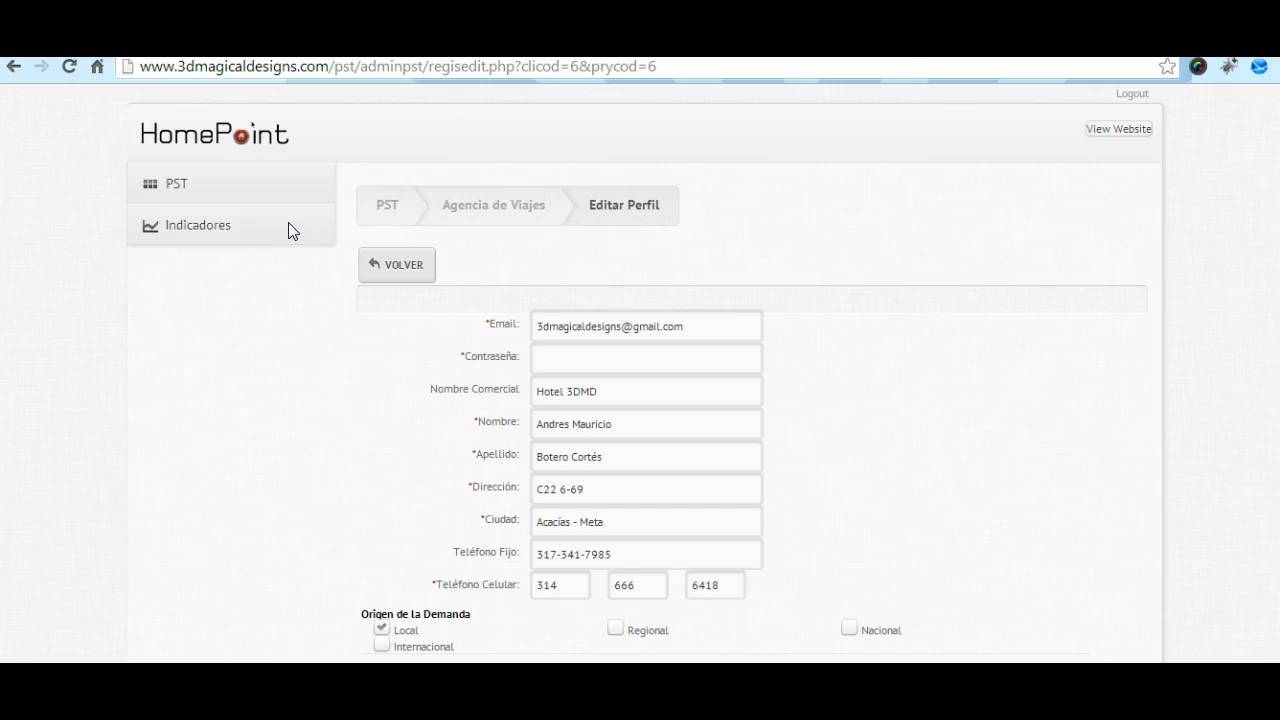 www.3dmagicaldesigns.com/pst/adminpst/regisedit.php?clicod=6&prycod=6
Logout
HomePoint
View Website
PST
Indicadores
PST Agencia de Viajes Editar Perfil
VOLVER
*Email: 3dmagicaldesigns@gmail.com
*Contraseña:
Nombre Comercial Hotel 3DMD
*Nombre: Andres Mauricio
*Apellido: Botero Cortés
*Dirección: C22 6-69
*Ciudad: Acacías - Meta
Teléfono Fijo: 317-341-7985
*Teléfono Celular: 314 666 6418
Origen de la Demanda
Local Regional Nacional
Internacional